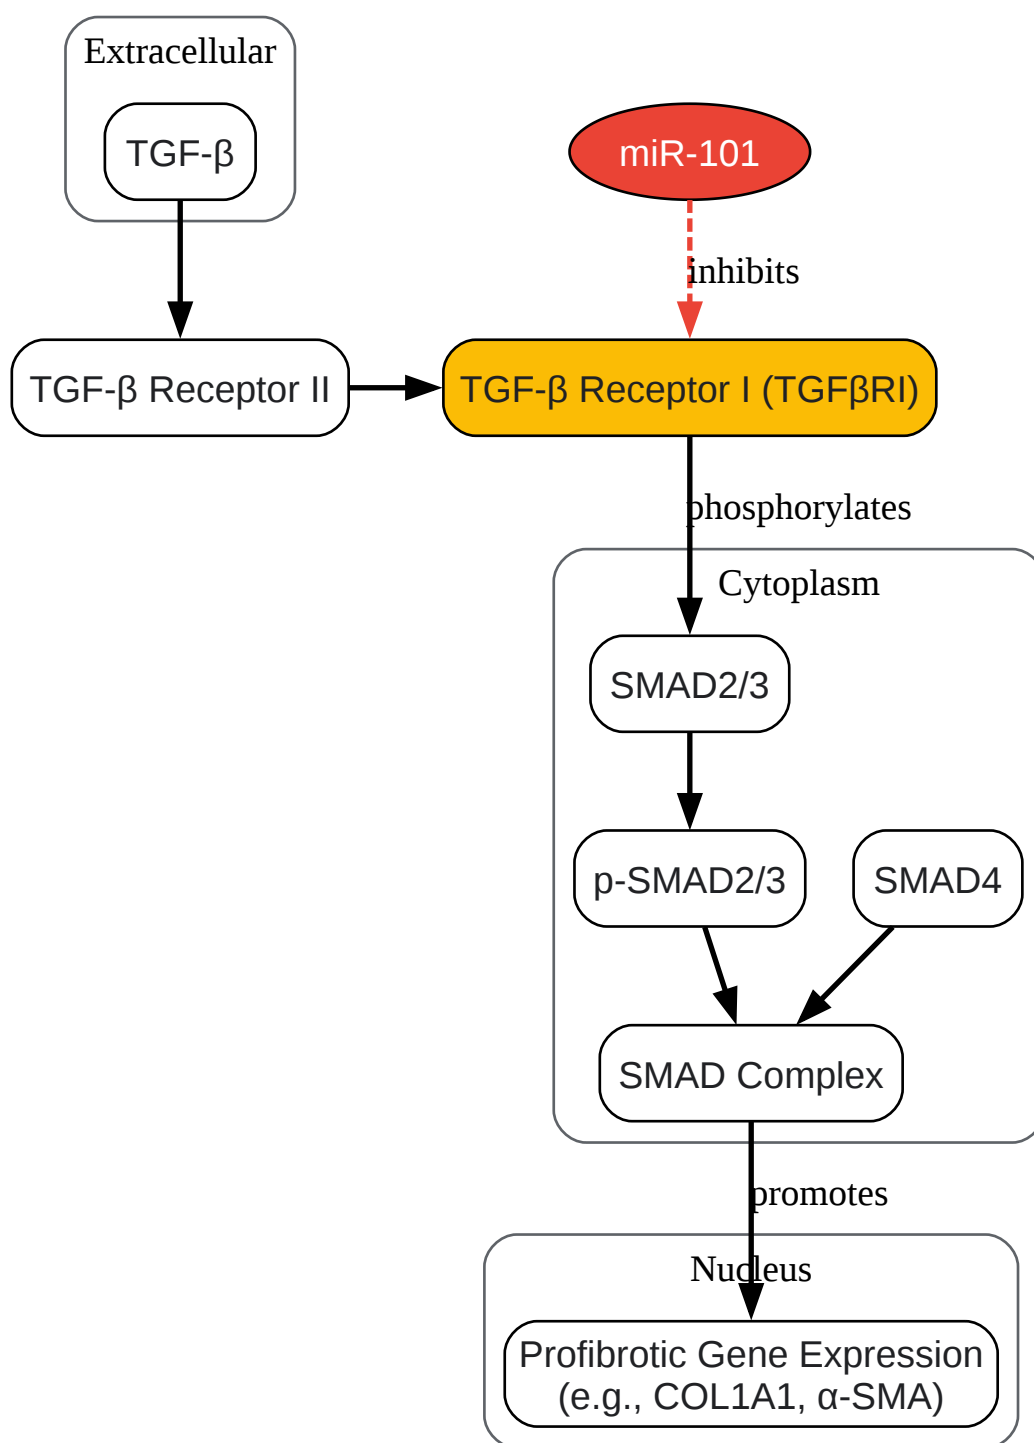 Extracellular
TGF-β
miR-101
inhibits
TGF-β Receptor II
TGF-β Receptor I (TGFβRI)
phosphorylates
Cytoplasm
SMAD2/3
p-SMAD2/3
SMAD4
SMAD Complex
promotes
Nucleus
Profibrotic Gene Expression
(e.g., COL1A1, α-SMA)